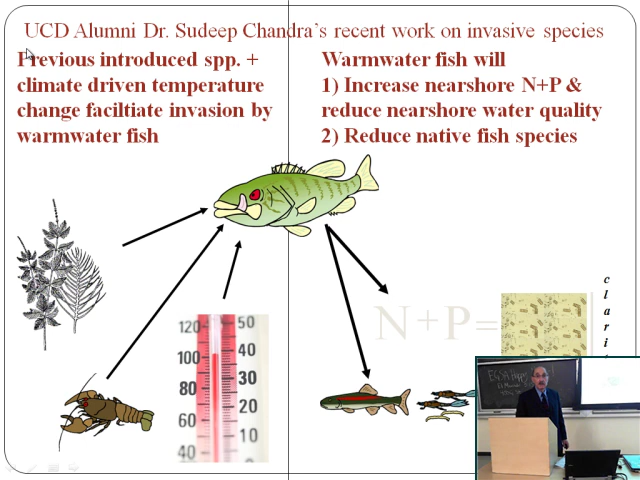 UCD Alumni Dr. Sudeep Chandra's recent work on invasive species
Previous introduced spp. +
climate driven temperature
change faciltiate invasion by
warmwater fish
Warmwater fish will
1) Increase nearshore N+P &
reduce nearshore water quality
2) Reduce native fish species
N+P=
c
l
a
r
i
120
100
80
60
40
50
40
30
20
10